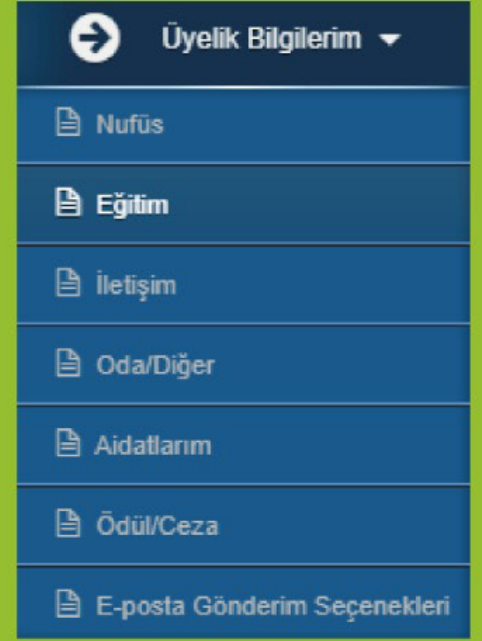 Üyelik Bilgilerim
Nufüs
Eğitim
İletişim
Oda/Diğer
Aidatlarım
Ödül/Ceza
E-posta Gönderim Seçenekleri